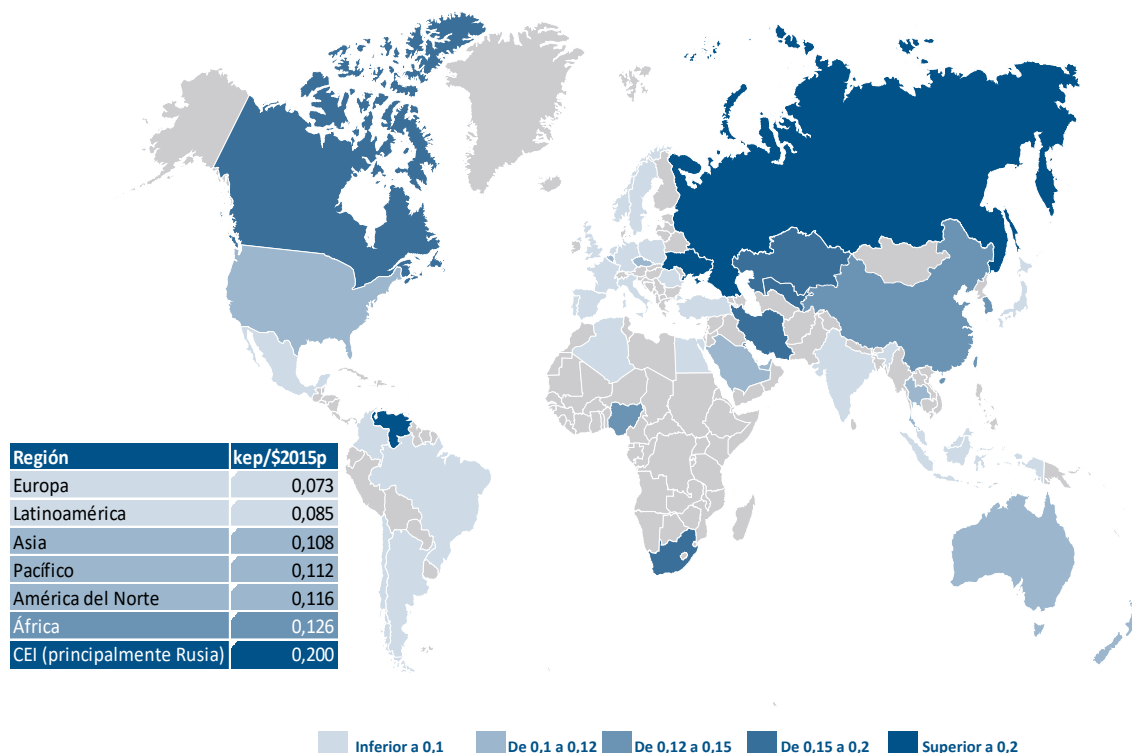 Región kep/$2015p
Europa 0,073
Latinoamérica 0,085
Asia 0,108
Pacífico 0,112
América del Norte 0,116
África 0,126
CEI (principalmente Rusia) 0,200
Inferior a 0,1 De 0,1 a 0,12 De 0,12 a 0,15 De 0,15 a 0,2 Superior a 0,2